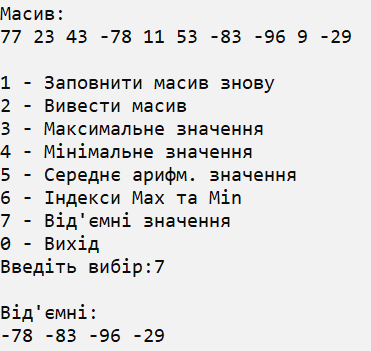 Масив:
77 23 43 -78 11 53 -83 -96 9 -29
1 - Заповнити масив знову
2 - Вивести масив
3 - Максимальне значення
4 - Мінімальне значення
5 - Середнє арифм. значення
6 - Індекси Max та Min
7 - Від'ємні значення
0 - Вихід
Введіть вибір:7
Від'ємні:
-78 -83 -96 -29